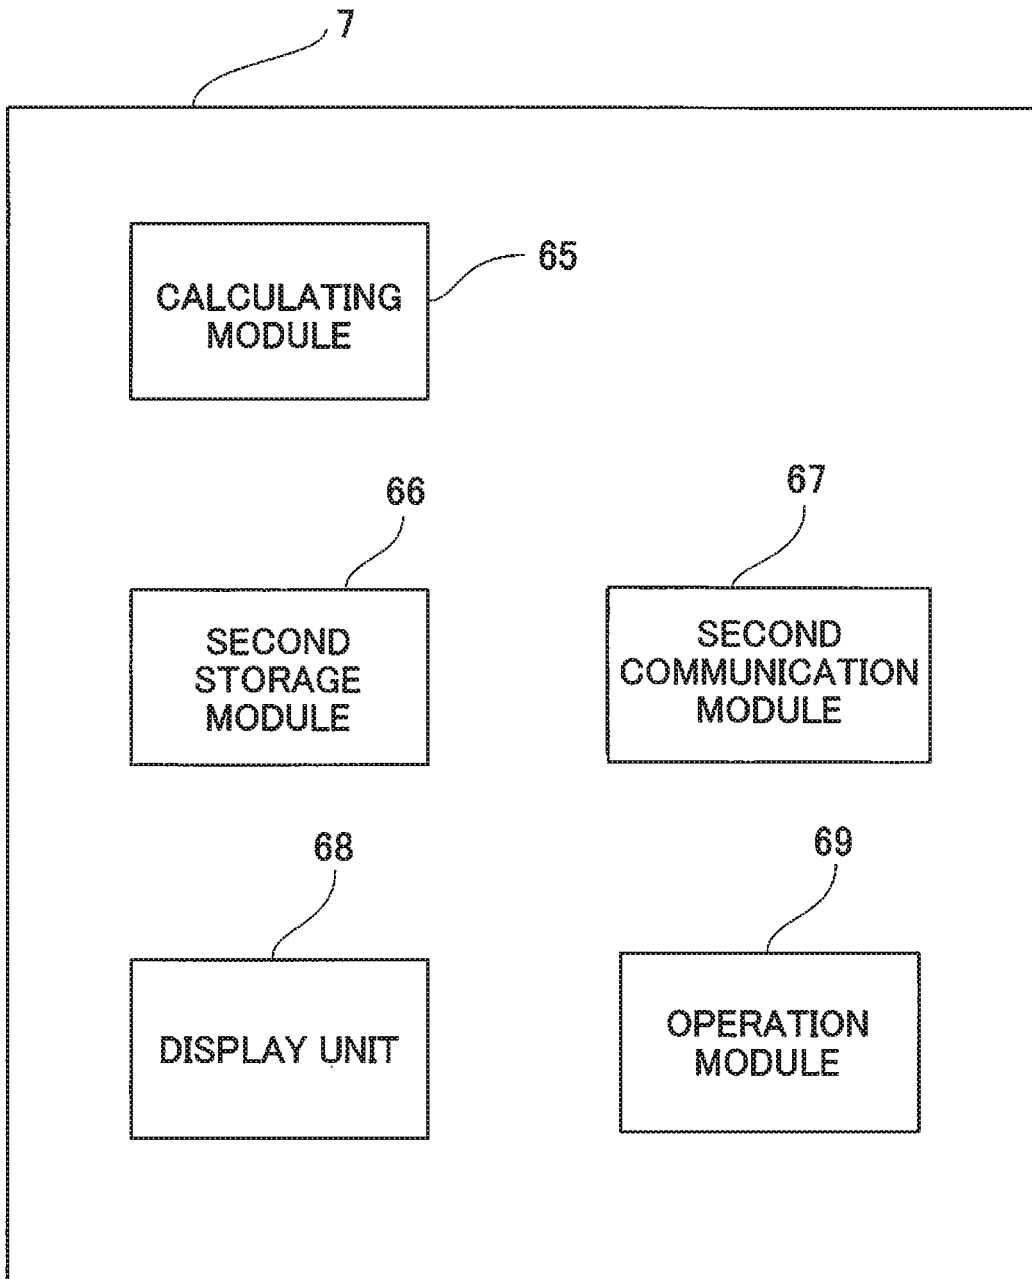 7
CALCULATING
MODULE
65
66
SECOND
STORAGE
MODULE
67
SECOND
COMMUNICATION
MODULE
68
DISPLAY UNIT
69
OPERATION
MODULE